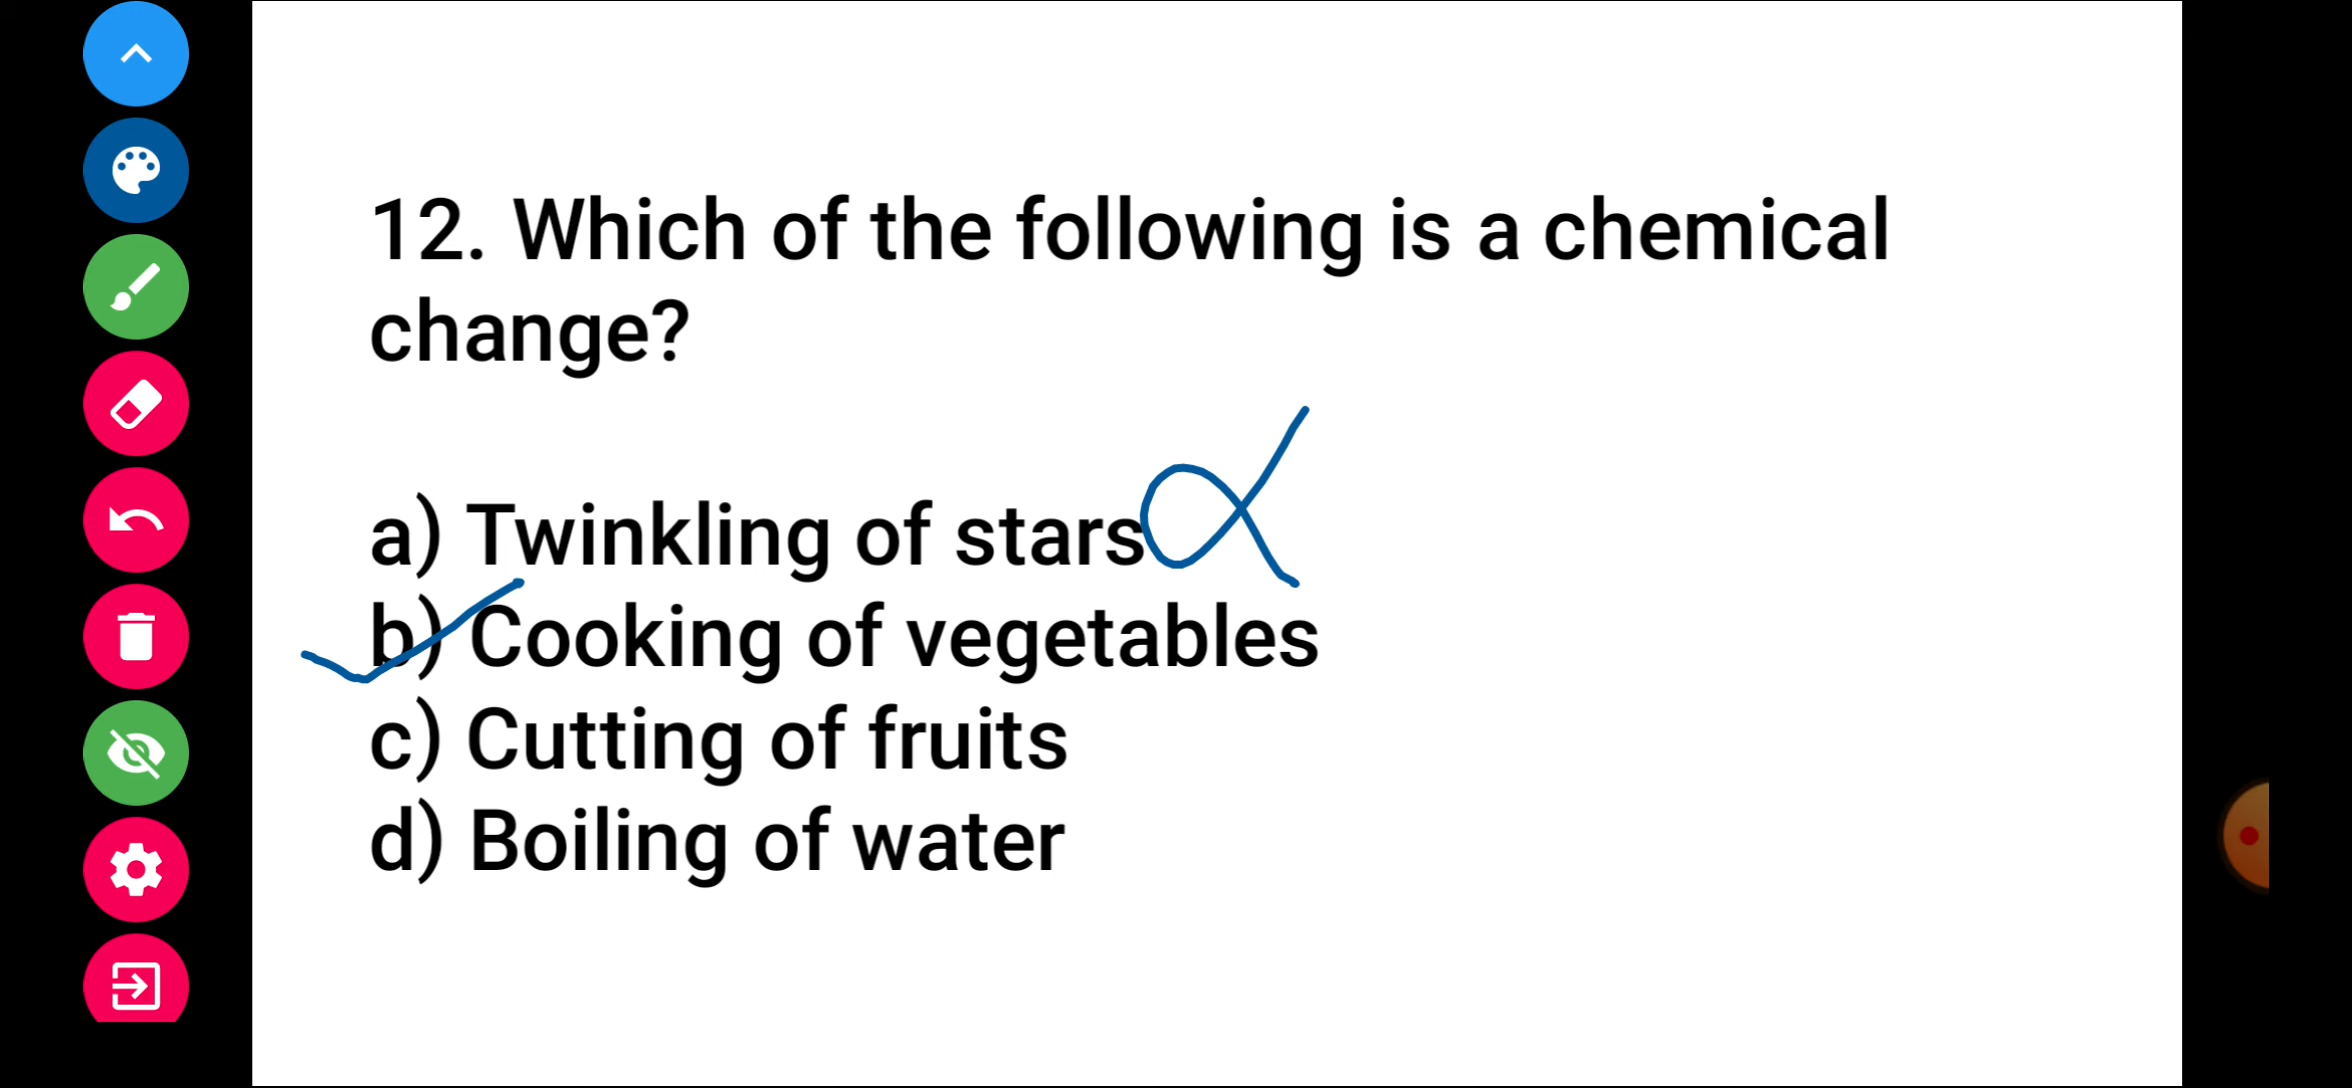 12. Which of the following is a chemical
change?
a) Twinkling of stars
b) Cooking of vegetables
c) Cutting of fruits
d) Boiling of water